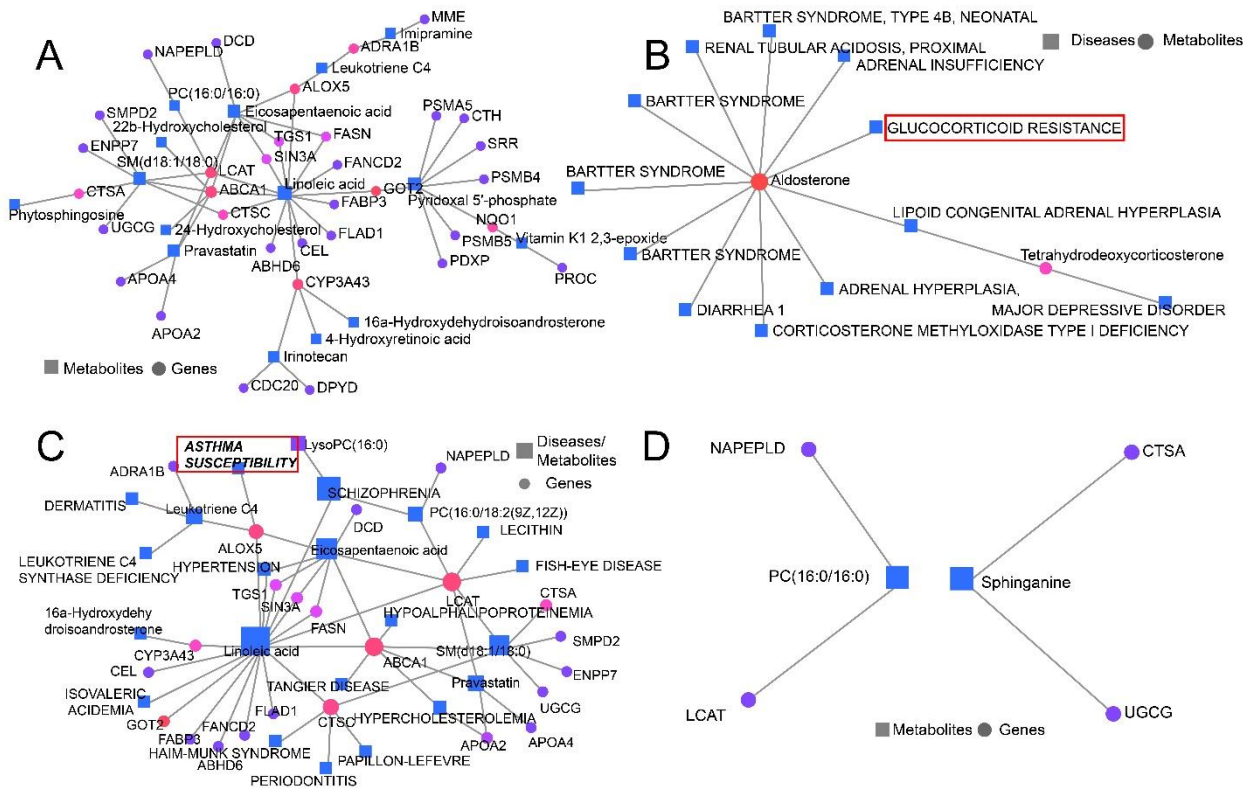 A
DCD
NAPEPLD
MME
Imipramine
ADRA1B
Leukotriene C4
ALOX5
PC(16:0/16:0)
Eicosapentaenoic acid
SMPD2
22b-Hydroxycholesterol
TGS1
FASN
ENPP7
SIN3A
SM(d18:1/18:0)
LCAT
FANCD2
CTSA
ABCA1
Linoleic acid
GOT2
Phytosphingosine
CTSC
FABP3
UGCG
24-Hydroxycholesterol
FLAD1
Pravastatin
CEL
ABHD6
APOA4
CYP3A43
APOA2
16a-Hydroxydehydroisoandrosterone
4-Hydroxyretinoic acid
Irinotecan
CDC20
DPYD
PSMA5
CTH
SRR
PSMB4
Pyridoxal 5'-phosphate
NQO1
PSMB5
Vitamin K1 2,3-epoxide
PDXP
PROC
Metabolites
Genes
B
BARTTER SYNDROME, TYPE 4B, NEONATAL
Diseases
Metabolites
RENAL TUBULAR ACIDOSIS, PROXIMAL
ADRENAL INSUFFICIENCY
BARTTER SYNDROME
GLUCOCORTICOID RESISTANCE
BARTTER SYNDROME
Aldosterone
LIPOID CONGENITAL ADRENAL HYPERPLASIA
BARTTER SYNDROME
Tetrahydrodeoxycorticosterone
ADRENAL HYPERPLASIA,
MAJOR DEPRESSIVE DISORDER
DIARRHEA 1
CORTICOSTERONE METHYLOXIDASE TYPE I DEFICIENCY
C
ASTHMA
SUSCEPTIBILITY
LysoPC(16:0)
Diseases/
Metabolites
Genes
ADRA1B
NAPEPLD
DERMATITIS
SCHIZOPHRENIA
Leukotriene C4
DCD
PC(16:0/18:2(9Z,12Z))
LECITHIN
ALOX5
Eicosapentaenoic acid
LEUKOTRIENE C4
SYNTHASE DEFICIENCY
HYPERTENSION
FISH-EYE DISEASE
TGS1
LCAT
CTSA
SIN3A
HYPOALPHALIPOPROTEINEMIA
16a-Hydroxydehy
droisoandrosterone
FASN
SMPD2
CYP3A43
Linoleic acid
ABCA1
SM(d18:1/18:0)
CEL
ENPP7
ISOVALERIC
ACIDEMIA
TANGIER DISEASE
Pravastatin
UGCG
FLAD1
CTSC
HYPERCHOLESTEROLEMIA
GOT2
FANCD2
FABP3
APOA2
APOA4
HAIM-MUNK SYNDROME
ABHD6
PAPILLON-LEFEVRE
PERIODONTITIS
D
NAPEPLD
CTSA
PC(16:0/16:0)
Sphinganine
LCAT
UGCG
Metabolites
Genes